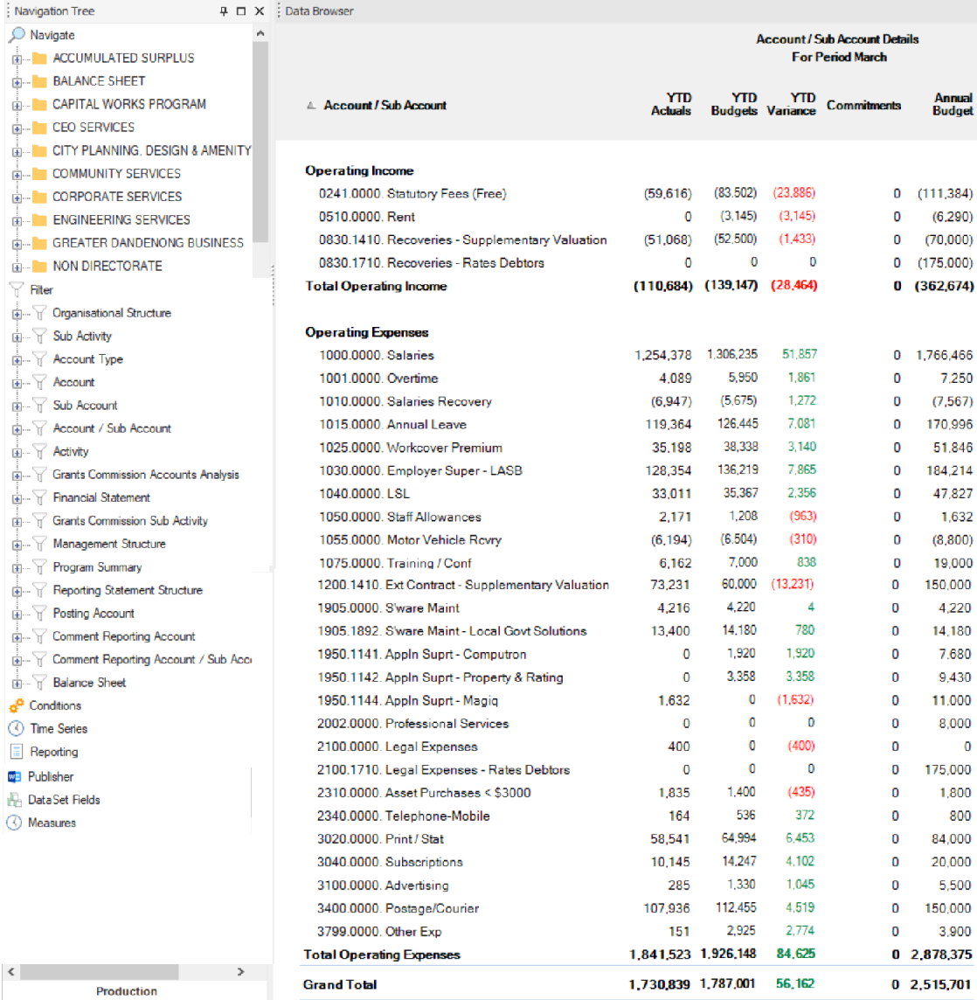 Navigation Tree
Navigate
ACCUMULATED SURPLUS
BALANCE SHEET
CAPITAL WORKS PROGRAM
CEO SERVICES
CITY PLANNING, DESIGN & AMENITY
COMMUNITY SERVICES
CORPORATE SERVICES
ENGINEERING SERVICES
GREATER DANDENONG BUSINESS
NON DIRECTORATE
Filter
Organisational Structure
Sub Activity
Account Type
Account
Sub Account
Account / Sub Account
Activity
Grants Commission Accounts Analysis
Financial Statement
Grants Commission Sub Activity
Management Structure
Program Summary
Reporting Statement Structure
Posting Account
Comment Reporting Account
Comment Reporting Account / Sub Acco
Balance Sheet
Conditions
Time Series
Reporting
Publisher
DataSet Fields
Measures
Production
Data Browser
Account / Sub Account Details
For Period March
Account / Sub Account YTD Actuals YTD Budgets YTD Variance Commitments Annual Budget
Operating Income
0241.0000. Statutory Fees (Free) (59,616) (83,502) (23,886) 0 (111,384)
0510.0000. Rent 0 (3,145) (3,145) 0 (6,290)
0830.1410. Recoveries - Supplementary Valuation (51,068) (52,500) (1,433) 0 (70,000)
0830.1710. Recoveries - Rates Debtors 0 0 0 0 (175,000)
Total Operating Income (110,684) (139,147) (28,464) 0 (362,674)
Operating Expenses
1000.0000. Salaries 1,254,378 1,306,235 51,857 0 1,766,466
1001.0000. Overtime 4,089 5,950 1,861 0 7,250
1010.0000. Salaries Recovery (6,947) (5,675) 1,272 0 (7,567)
1015.0000. Annual Leave 119,364 126,445 7,081 0 170,996
1025.0000. Workcover Premium 35,198 38,338 3,140 0 51,846
1030.0000. Employer Super - LASB 128,354 136,219 7,865 0 184,214
1040.0000. LSL 33,011 35,367 2,356 0 47,827
1050.0000. Staff Allowances 2,171 1,208 (963) 0 1,632
1055.0000. Motor Vehicle Rcvry (6,194) (6,504) (310) 0 (8,800)
1075.0000. Training / Conf 6,162 7,000 838 0 19,000
1200.1410. Ext Contract - Supplementary Valuation 73,231 60,000 (13,231) 0 150,000
1905.0000. S'ware Maint 4,216 4,220 4 0 4,220
1905.1892. S'ware Maint - Local Govt Solutions 13,400 14,180 780 0 14,180
1950.1141. Appln Suprt - Computron 0 1,920 1,920 0 7,680
1950.1142. Appln Suprt - Property & Rating 0 3,358 3,358 0 9,430
1950.1144. Appln Suprt - Magiq 1,632 0 (1,632) 0 11,000
2002.0000. Professional Services 0 0 0 0 8,000
2100.0000. Legal Expenses 400 0 (400) 0 0
2100.1710. Legal Expenses - Rates Debtors 0 0 0 0 175,000
2310.0000. Asset Purchases < $3000 1,835 1,400 (435) 0 1,800
2340.0000. Telephone-Mobile 164 536 372 0 800
3020.0000. Print / Stat 58,541 64,994 6,453 0 84,000
3040.0000. Subscriptions 10,145 14,247 4,102 0 20,000
3100.0000. Advertising 285 1,330 1,045 0 5,500
3400.0000. Postage/Courier 107,936 112,455 4,519 0 150,000
3799.0000. Other Exp 151 2,925 2,774 0 3,900
Total Operating Expenses 1,841,523 1,926,148 84,625 0 2,878,375
Grand Total 1,730,839 1,787,001 56,162 0 2,515,701